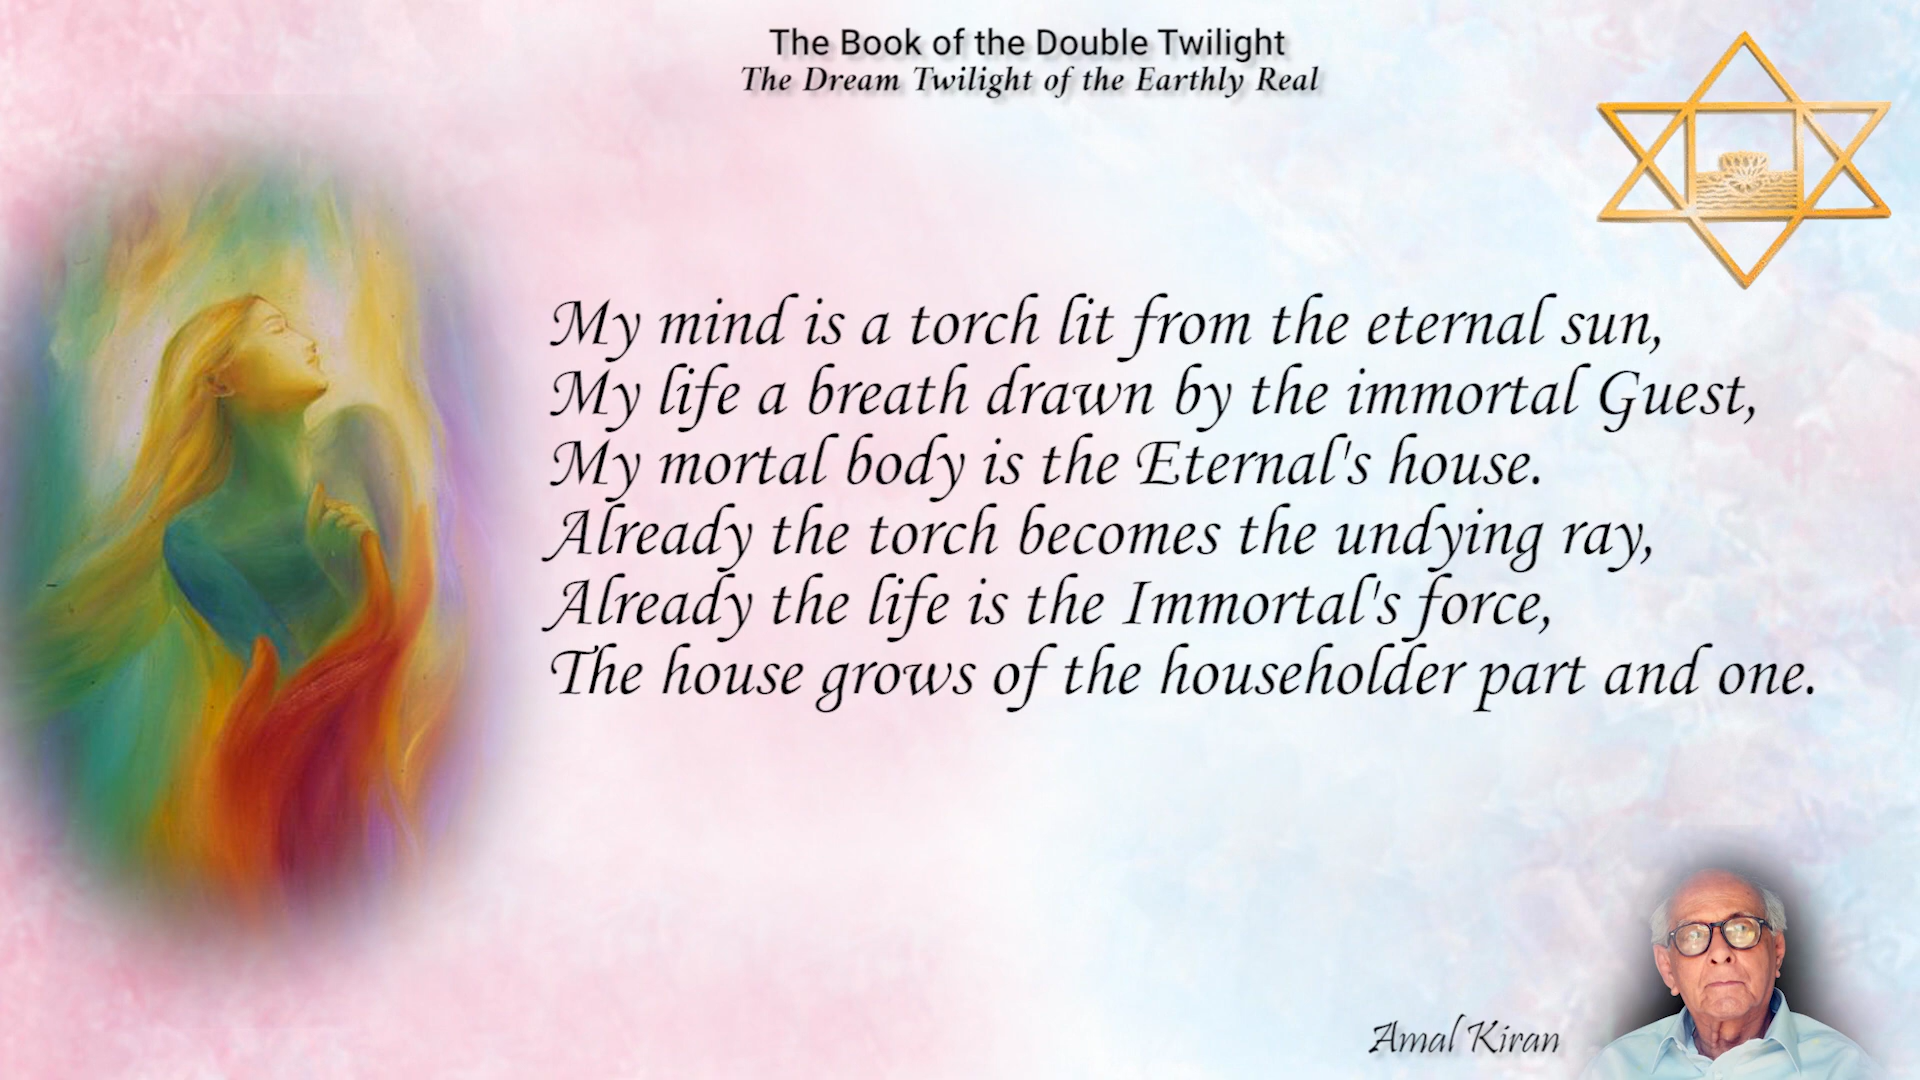 The Book of the Double Twilight
The Dream Twilight of the Earthly Real
My mind is a torch lit from the eternal sun,
My life a breath drawn by the immortal Guest,
My mortal body is the Eternal's house.
Already the torch becomes the undying ray,
Already the life is the Immortal's force,
The house grows of the householder part and one.
Amal Kiran